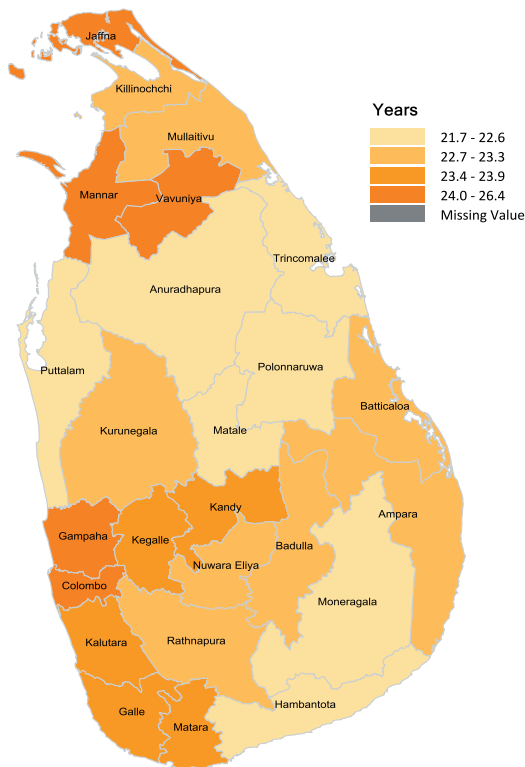 Jaffna
Killinochchi
Years
21.7 - 22.6
22.7 - 23.3
23.4 - 23.9
24.0 - 26.4
Missing Value
Mullaitivu
Mannar
Vavuniya
Trincomalee
Anuradhapura
Puttalam
Polonnaruwa
Batticaloa
Kurunegala
Matale
Kandy
Ampara
Gampaha
Kegalle
Badulla
Nuwara Eliya
Colombo
Moneragala
Kalutara
Rathnapura
Hambantota
Galle
Matara